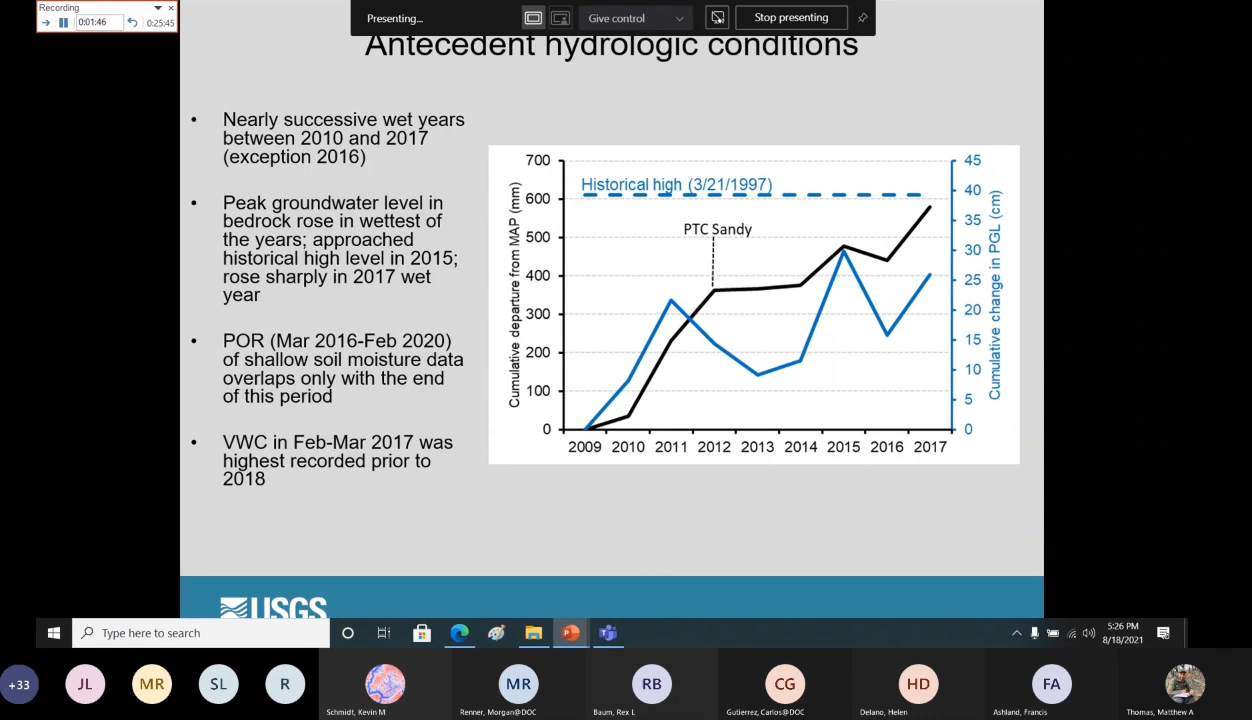 Recording
0:01:46
0:25:45
Presenting...
Give control
Stop presenting
Antecedent hydrologic conditions
• Nearly successive wet years
between 2010 and 2017
(exception 2016)
• Peak groundwater level in
bedrock rose in wettest of
the years; approached
historical high level in 2015;
rose sharply in 2017 wet
year
• POR (Mar 2016-Feb 2020)
of shallow soil moisture data
overlaps only with the end
of this period
• VWC in Feb-Mar 2017 was
highest recorded prior to
2018
Cumulative departure from MAP (mm)
700
600
500
400
300
200
100
0
Historical high (3/21/1997)
PTC Sandy
45
40
35
30
25
20
15
10
5
0
Cumulative change in PGL (cm)
2009 2010 2011 2012 2013 2014 2015 2016 2017
USGS
Type here to search
5:26 PM
8/18/2021
+33
JL
MR
SL
R
MR
RB
CG
HD
FA
Schmidt, Kevin M
Renner, Morgan@DOC
Baum, Rex L
Gutierrez, Carlos@DOC
Delano, Helen
Ashland, Francis
Thomas, Matthew A